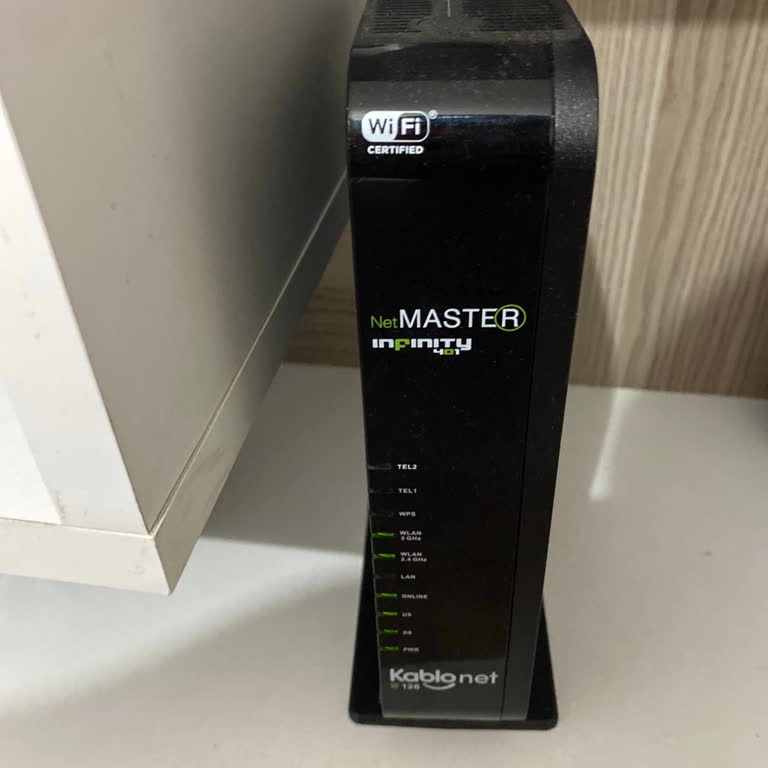 WiFi®
CERTIFIED
NetMASTER
INFINITY
401
TEL2
TEL1
WPS
WLAN
5 GHz
WLAN
2.4 GHz
LAN
ONLINE
US
DS
PWR
Kablonet
126